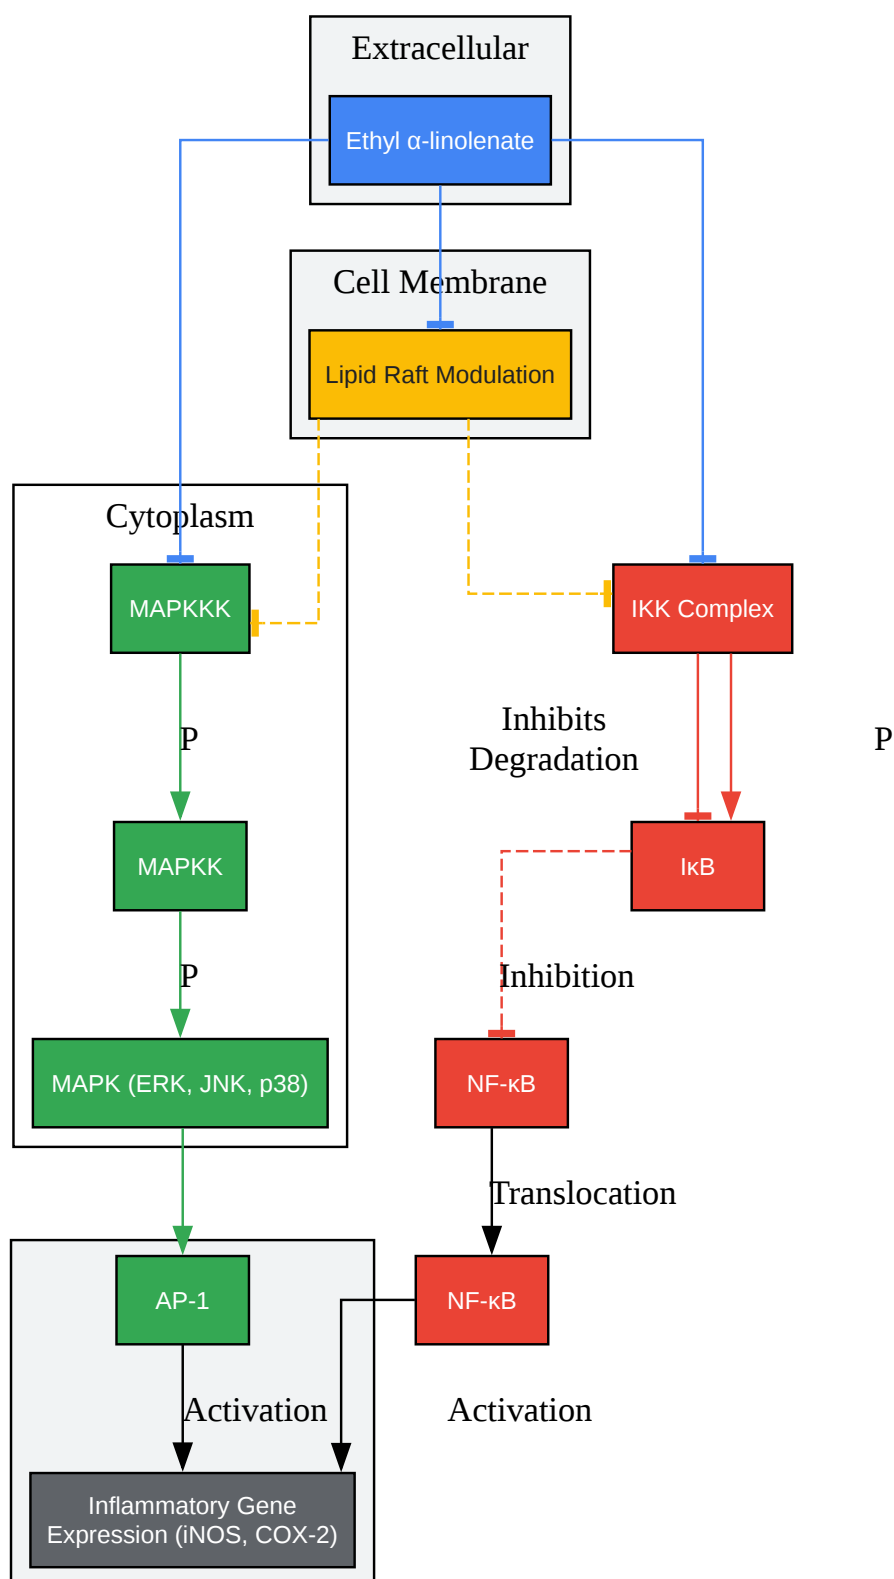 Extracellular
Ethyl α-linolenate
Cell Membrane
Lipid Raft Modulation
Cytoplasm
MAPKKK
IKK Complex
P
Inhibits
Degradation
P
MAPKK
IκB
P
Inhibition
MAPK (ERK, JNK, p38)
NF-κB
Translocation
AP-1
NF-κB
Activation
Activation
Inflammatory Gene
Expression (iNOS, COX-2)